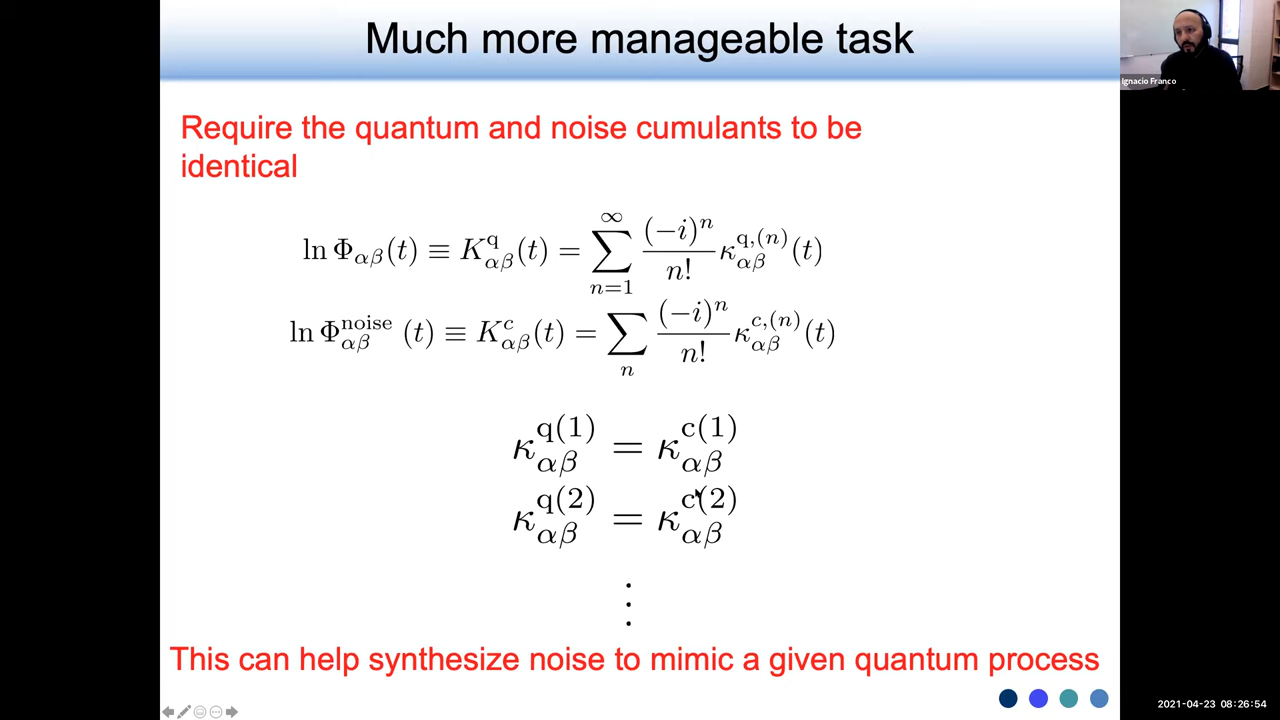 Much more manageable task
Ignacio Franco
Require the quantum and noise cumulants to be
identical
ln Φ_{αβ}(t) ≡ K^{q}_{αβ}(t) = ∑_{n=1}^{∞} \frac{(−i)^n}{n!} κ^{q,(n)}_{αβ}(t)
ln Φ^{noise}_{αβ} (t) ≡ K^{c}_{αβ}(t) = ∑_{n} \frac{(−i)^n}{n!} κ^{c,(n)}_{αβ}(t)
κ^{q(1)}_{αβ} = κ^{c(1)}_{αβ}
κ^{q(2)}_{αβ} = κ^{c(2)}_{αβ}
⋮
This can help synthesize noise to mimic a given quantum process
2021-04-23 08:26:54